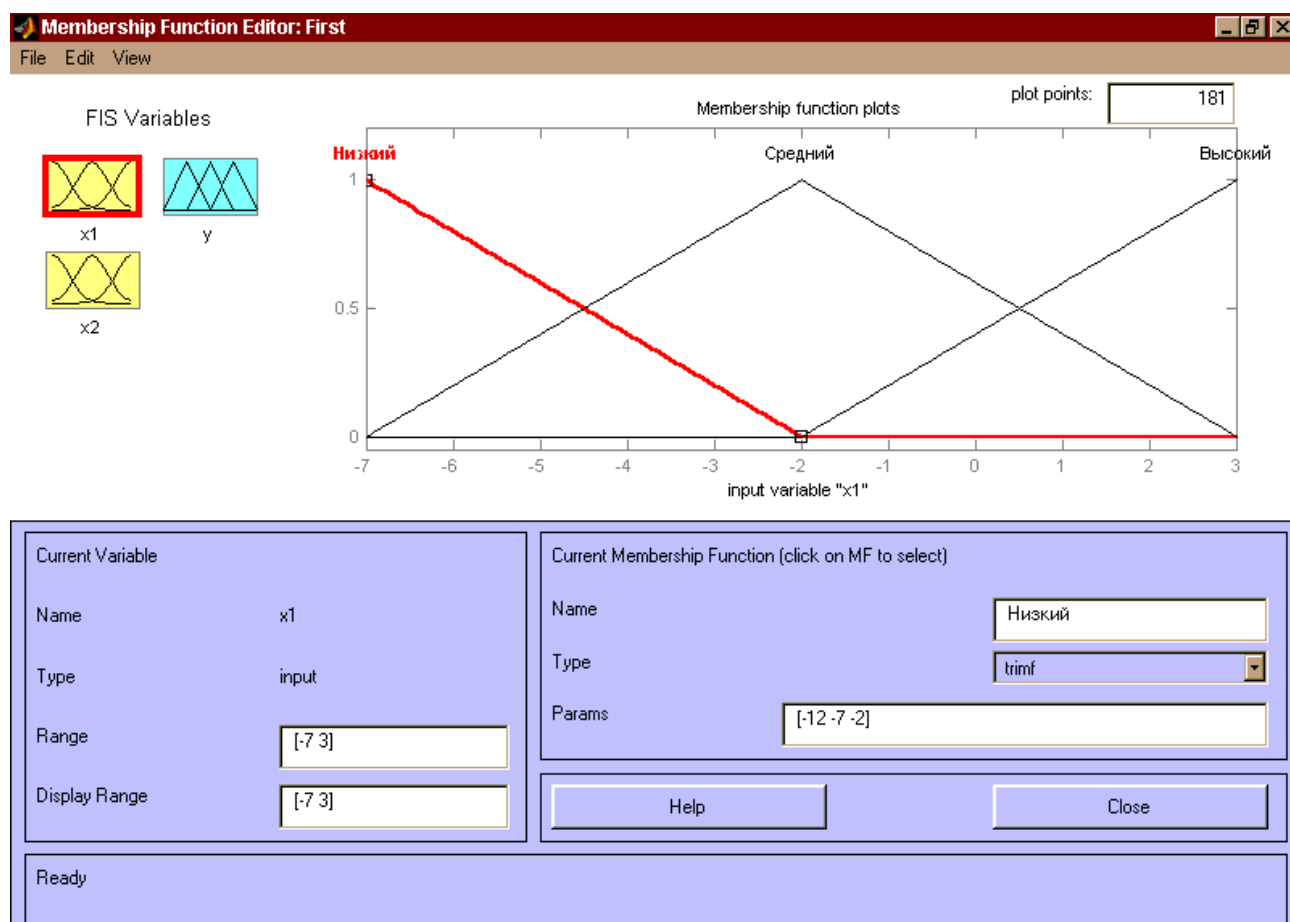 Membership Function Editor: First
File Edit View
FIS Variables
x1
y
x2
Membership function plots
plot points:
181
Низкий
Средний
Высокий
1
0.5
0
-7 -6 -5 -4 -3 -2 -1 0 1 2 3
input variable "x1"
Current Variable
Name x1
Type input
Range [-7 3]
Display Range [-7 3]
Current Membership Function (click on MF to select)
Name Низкий
Type trimf
Params [-12 -7 -2]
Help Close
Ready